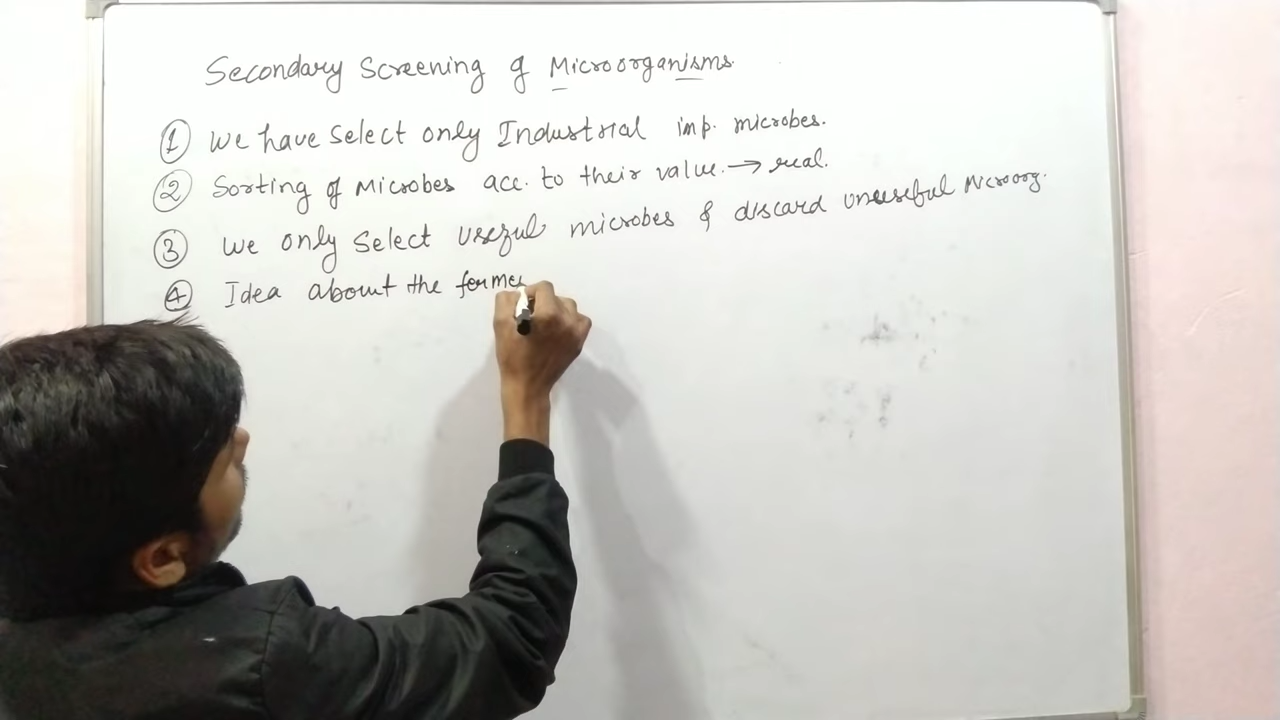 Secondary Screening of Microorganisms.
① We have Select only Industrial imp. microbes.
② Sorting of Microbes acc. to their value. → real.
③ We only Select useful microbes & discard unuseful Microorg.
④ Idea about the fermen